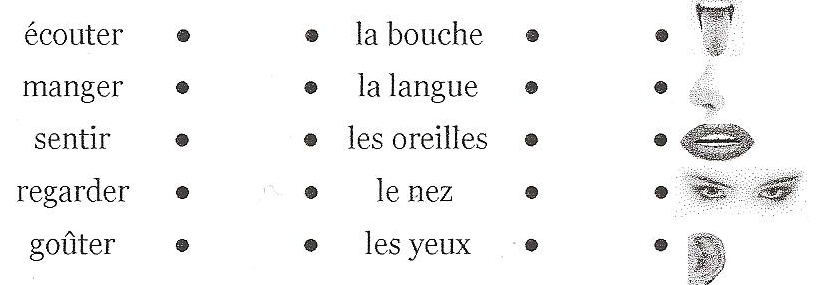 écouter la bouche
manger la langue
sentir les oreilles
regarder le nez
goûter les yeux